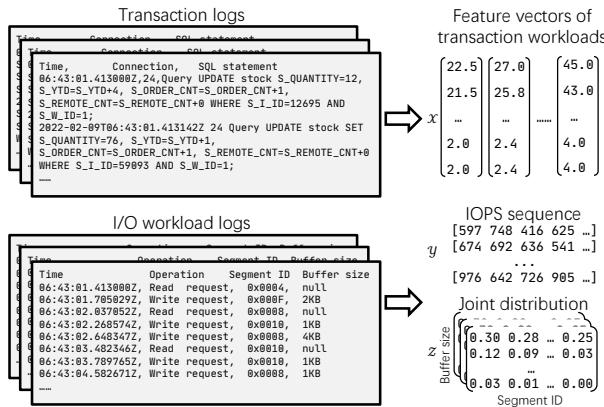 Transaction logs
Time, Connection, SQL statement
06:43:01.413000Z,24,Query UPDATE stock S_QUANTITY=12,
S_YTD=S_YTD+4, S_ORDER_CNT=S_ORDER_CNT+1,
S_REMOTE_CNT=S_REMOTE_CNT+0 WHERE S_I_ID=12695 AND
S_W_ID=1;
2022-02-09T06:43:01.413142Z 24 Query UPDATE stock SET
S_QUANTITY=76, S_YTD=S_YTD+1,
S_ORDER_CNT=S_ORDER_CNT+1, S_REMOTE_CNT=S_REMOTE_CNT+0
WHERE S_I_ID=59093 AND S_W_ID=1;
……
Feature vectors of
transaction workloads
x
22.5 27.0 45.0
21.5 25.8 43.0
… … …… …
2.0 2.4 4.0
2.0 2.4 4.0
I/O workload logs
Time Operation Segment ID Buffer size
06:43:01.413000Z, Read request, 0x0004, null
06:43:01.705029Z, Write request, 0x000F, 2KB
06:43:02.037052Z, Read request, 0x0008, null
06:43:02.268574Z, Write request, 0x0010, 1KB
06:43:02.648347Z, Write request, 0x0008, 4KB
06:43:03.482346Z, Read request, 0x0010, null
06:43:03.789765Z, Write request, 0x0010, 1KB
06:43:04.582671Z, Write request, 0x0008, 1KB
……
IOPS sequence
y
[597 748 416 625 …]
[674 692 636 541 …]
...
[976 642 726 905 …]
Joint distribution
z
Buffer size
0.30 0.28 … 0.25
0.12 0.09 … 0.03
…
0.03 0.01 … 0.00
Segment ID